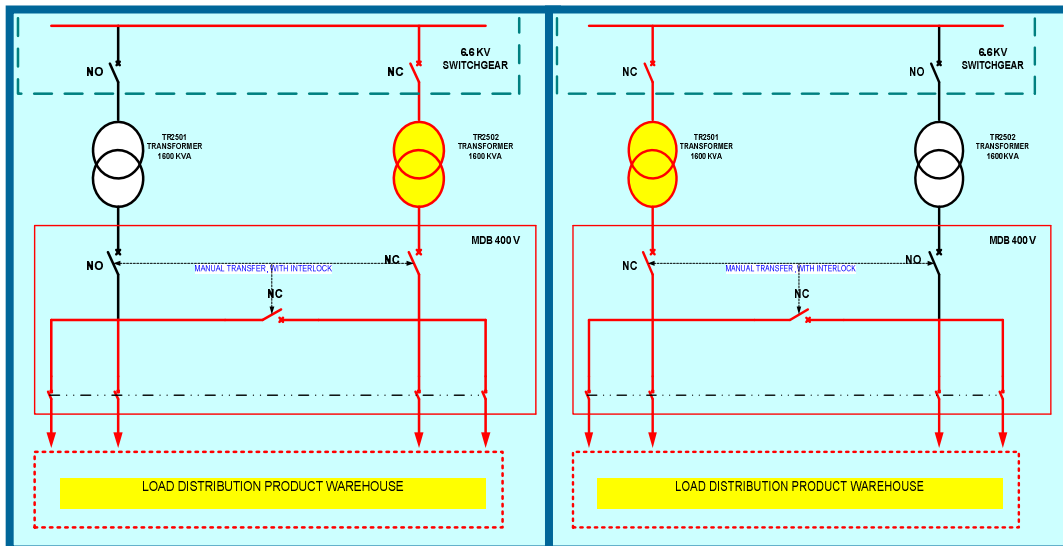 6.6 KV
SWITCHGEAR
NO
NC
TR2501
TRANSFORMER
1600 KVA
TR2502
TRANSFORMER
1600 KVA
MDB 400 V
NO
NC
MANUAL TRANSFER, WITH INTERLOCK
NC
LOAD DISTRIBUTION PRODUCT WAREHOUSE
6.6 KV
SWITCHGEAR
NC
NO
TR2501
TRANSFORMER
1600 KVA
TR2502
TRANSFORMER
1600 KVA
MDB 400 V
NC
NO
MANUAL TRANSFER, WITH INTERLOCK
NC
LOAD DISTRIBUTION PRODUCT WAREHOUSE